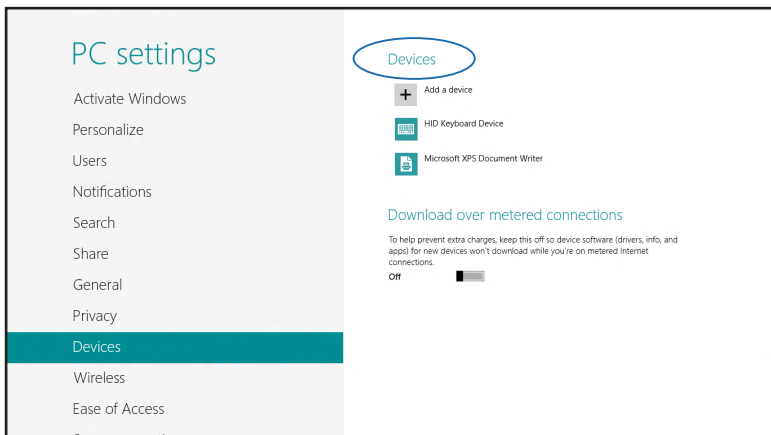 PC settings
Activate Windows
Personalize
Users
Notifications
Search
Share
General
Privacy
Devices
Wireless
Ease of Access
Devices
Add a device
HID Keyboard Device
Microsoft XPS Document Writer
Download over metered connections
To help prevent extra charges, keep this off so device software (drivers, info, and
apps) for new devices won't download while you're on metered Internet
connections.
Off